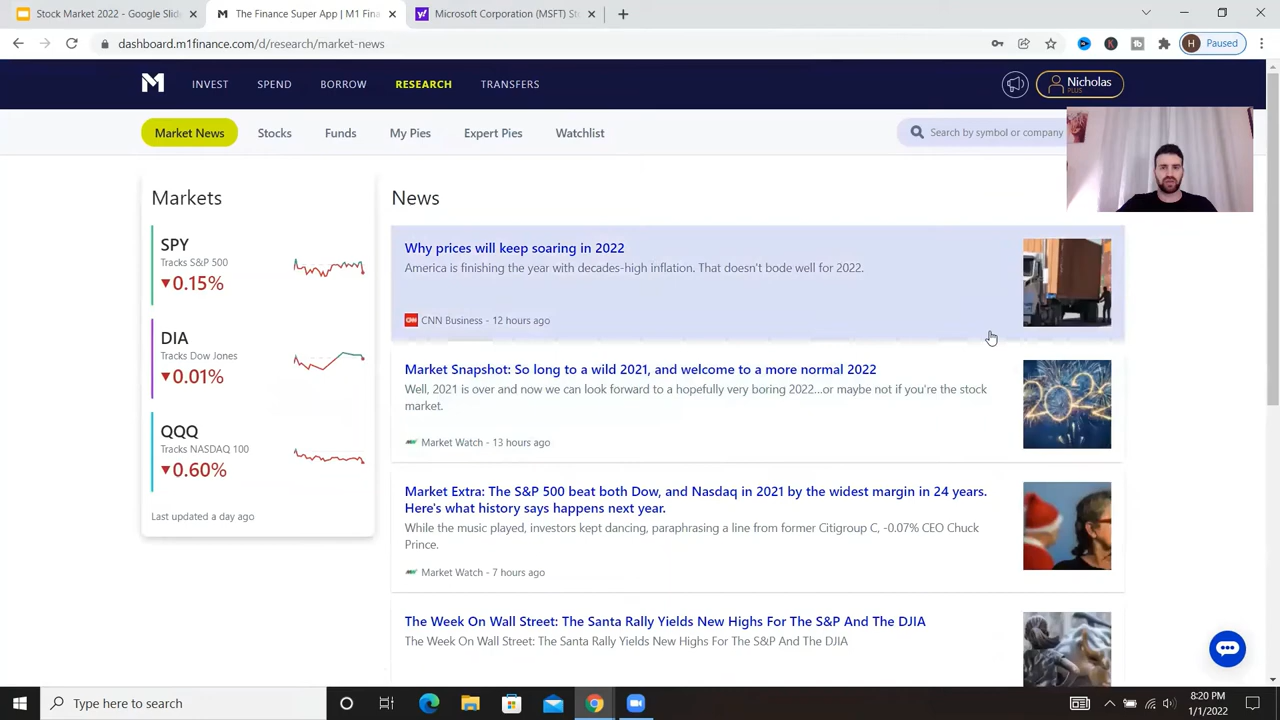 Stock Market 2022 - Google Slid
The Finance Super App | M1 Fina
Microsoft Corporation (MSFT) St
dashboard.m1finance.com/d/research/market-news
H Paused
INVEST SPEND BORROW RESEARCH TRANSFERS
Nicholas
PLUS
Market News Stocks Funds My Pies Expert Pies Watchlist
Search by symbol or company
Markets
SPY
Tracks S&P 500
▼0.15%
DIA
Tracks Dow Jones
▼0.01%
QQQ
Tracks NASDAQ 100
▼0.60%
Last updated a day ago
News
Why prices will keep soaring in 2022
America is finishing the year with decades-high inflation. That doesn't bode well for 2022.
CNN Business - 12 hours ago
Market Snapshot: So long to a wild 2021, and welcome to a more normal 2022
Well, 2021 is over and now we can look forward to a hopefully very boring 2022...or maybe not if you're the stock
market.
Market Watch - 13 hours ago
Market Extra: The S&P 500 beat both Dow, and Nasdaq in 2021 by the widest margin in 24 years.
Here's what history says happens next year.
While the music played, investors kept dancing, paraphrasing a line from former Citigroup C, -0.07% CEO Chuck
Prince.
Market Watch - 7 hours ago
The Week On Wall Street: The Santa Rally Yields New Highs For The S&P And The DJIA
The Week On Wall Street: The Santa Rally Yields New Highs For The S&P And The DJIA
Type here to search
8:20 PM
1/1/2022